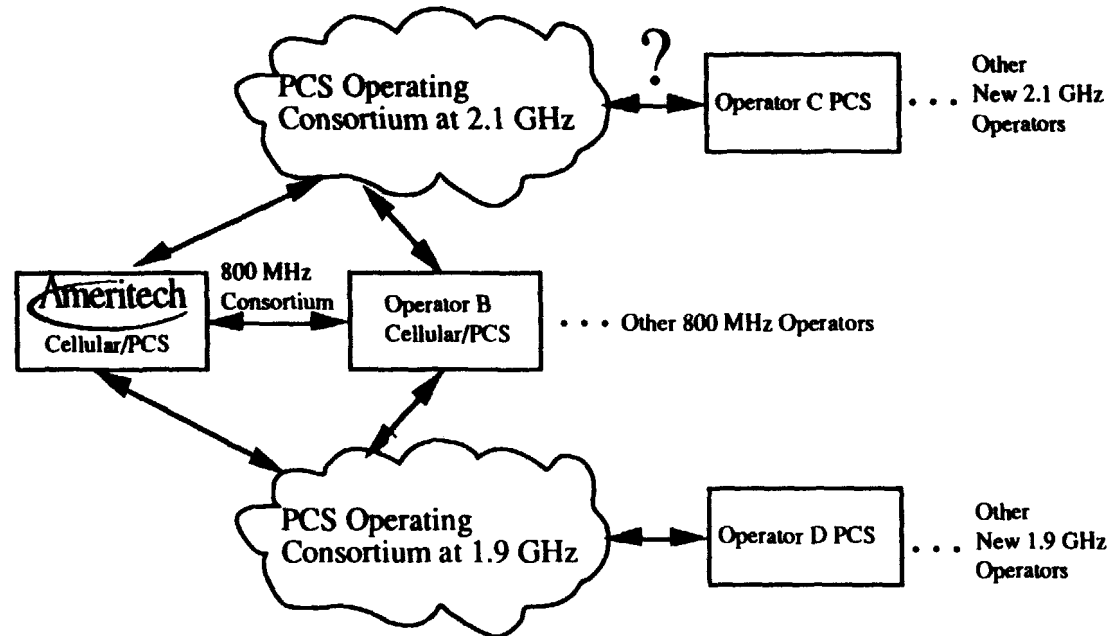 PCS Operating
Consortium at 2.1 GHz
?
Operator C PCS
. . .
Other
New 2.1 GHz
Operators
Ameritech
Cellular/PCS
800 MHz
Consortium
Operator B
Cellular/PCS
. . . Other 800 MHz Operators
PCS Operating
Consortium at 1.9 GHz
Operator D PCS
. . .
Other
New 1.9 GHz
Operators